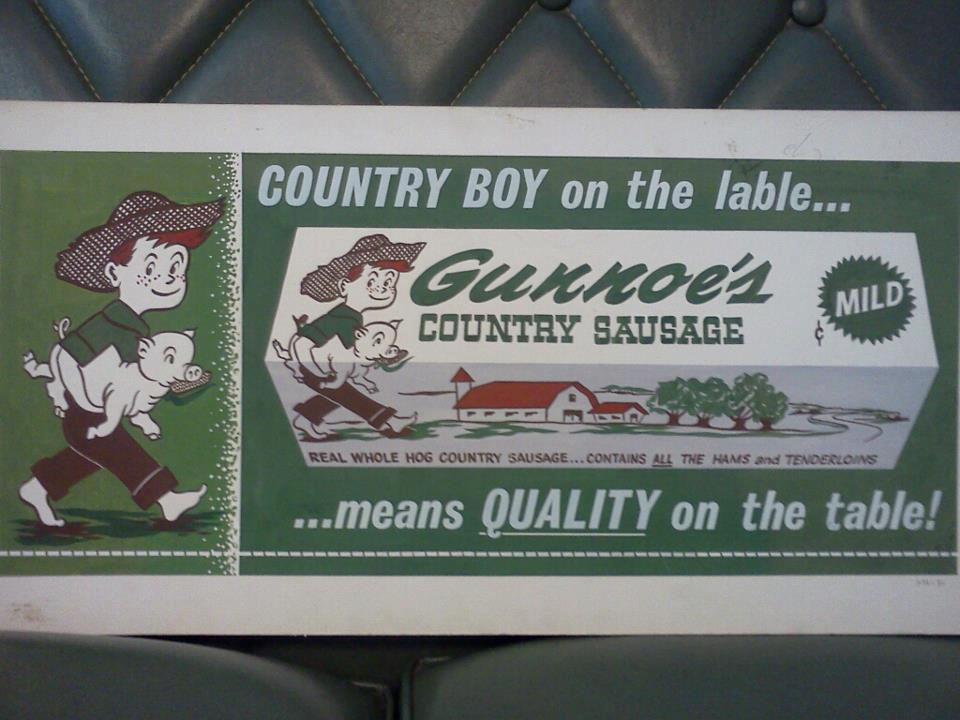 COUNTRY BOY on the lable...
Gunnoe's
COUNTRY SAUSAGE
¢
MILD
REAL WHOLE HOG COUNTRY SAUSAGE...CONTAINS ALL THE HAMS and TENDERLOINS
...means QUALITY on the table!